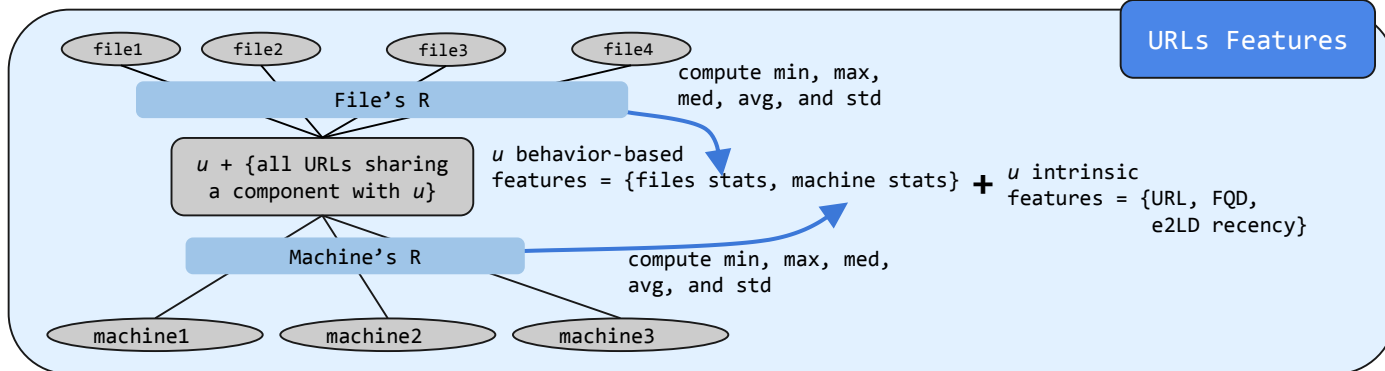 URLs Features
file1
file2
file3
file4
compute min, max,
med, avg, and std
File’s R
u + {all URLs sharing
a component with u}
u behavior-based
features = {files stats, machine stats}
+
u intrinsic
features = {URL, FQD,
e2LD recency}
Machine’s R
compute min, max, med,
avg, and std
machine1
machine2
machine3